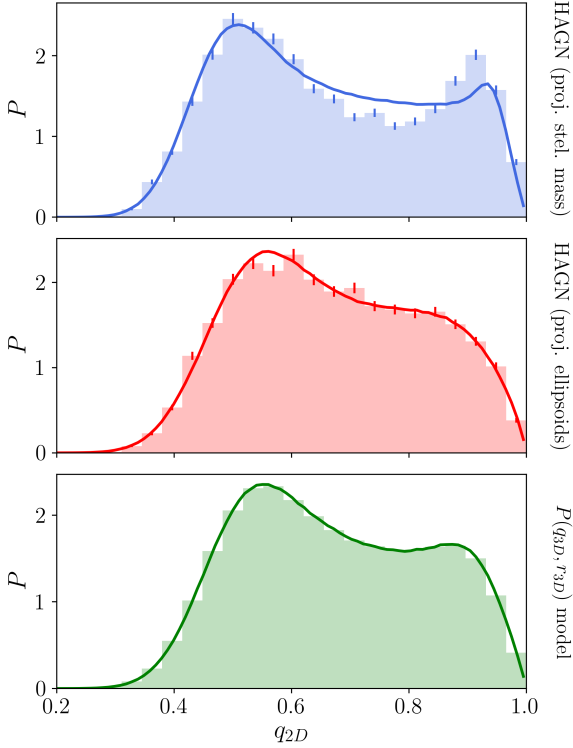 2
1
0
P
HAGN (proj. stel. mass)
2
1
0
P
HAGN (proj. ellipsoids)
2
1
0
P
P(q3D, r3D) model
0.2 0.4 0.6 0.8 1.0
q2D